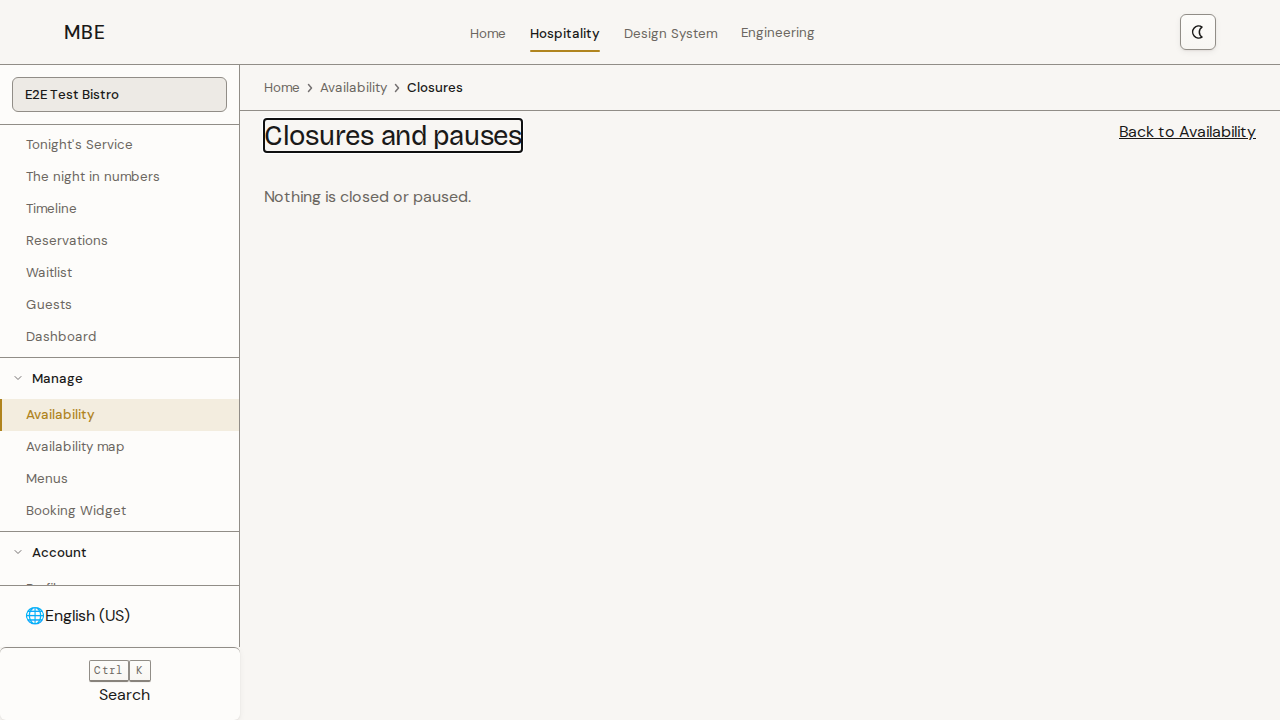 MBE
Home
Hospitality
Design System
Engineering
E2E Test Bistro
Tonight's Service
The night in numbers
Timeline
Reservations
Waitlist
Guests
Dashboard
Manage
Availability
Availability map
Menus
Booking Widget
Account
English (US)
Ctrl K
Search
Home > Availability > Closures
Closures and pauses
Back to Availability
Nothing is closed or paused.